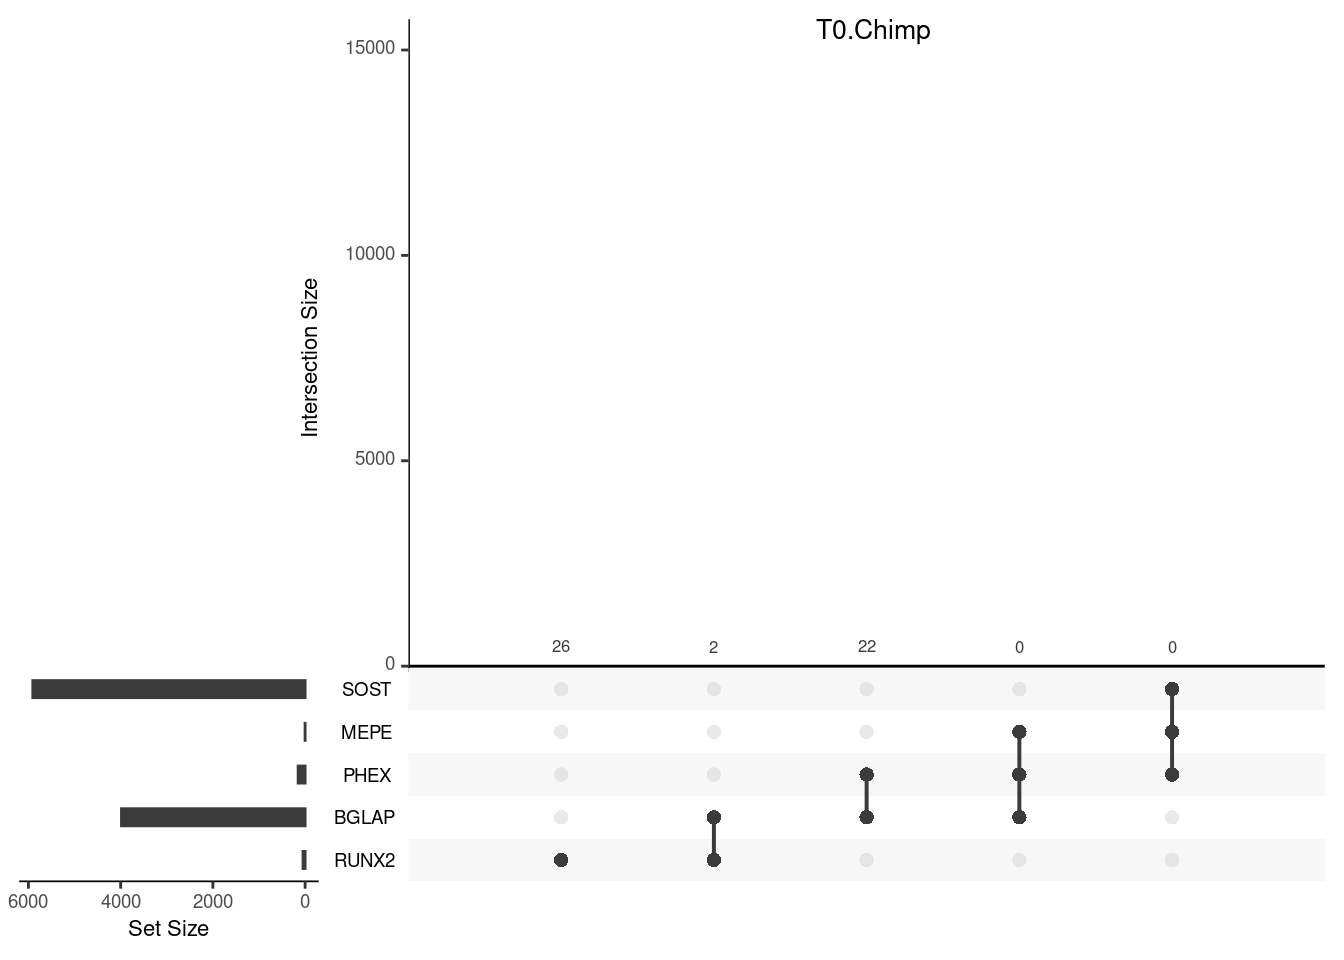 T0.Chimp
15000
10000
5000
0
Intersection Size
26 2 22 0 0
SOST
MEPE
PHEX
BGLAP
RUNX2
6000 4000 2000 0
Set Size